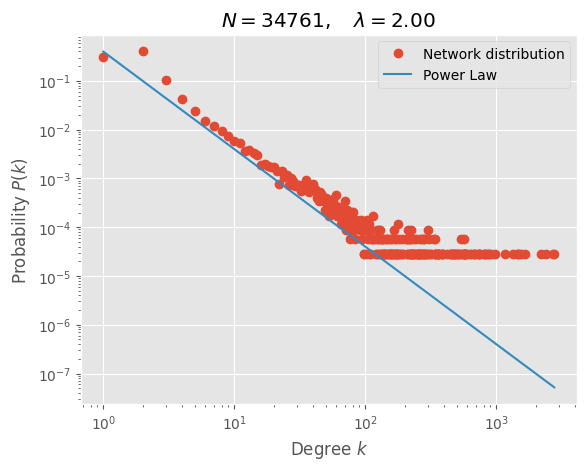 N = 34761,   λ = 2.00
Network distribution
Power Law
Probability P(k)
10⁻¹
10⁻²
10⁻³
10⁻⁴
10⁻⁵
10⁻⁶
10⁻⁷
10⁰ 10¹ 10² 10³
Degree k